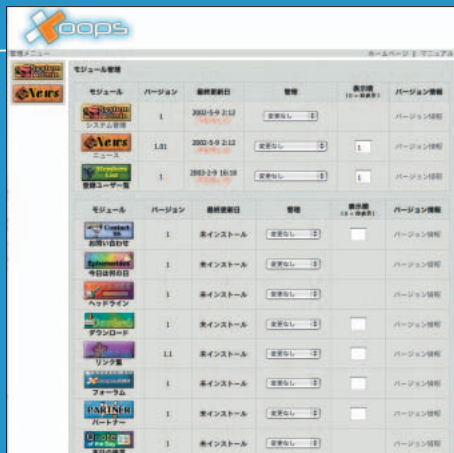 Xoops
管理メニュー ホームページ | マニュアル
System Admin
モジュール管理
News
モジュール バージョン 最終更新日 管理 表示順 バージョン情報
(0 = 非表示)
System Admin 1 2002-5-9 2:12 変更なし バージョン情報
システム管理
News 1.01 2002-5-9 2:12 変更なし 1 バージョン情報
ニュース
Members List 1 2003-2-9 16:18 変更なし 1 バージョン情報
登録ユーザ一覧
モジュール バージョン 最終更新日 管理 表示順 バージョン情報
(0 = 非表示)
Contact Us 1 未インストール 変更なし バージョン情報
お問い合わせ
Ephemerides 1 未インストール 変更なし バージョン情報
今日は何の日
1 未インストール 変更なし バージョン情報
ヘッドライン
Download 1 未インストール 変更なし バージョン情報
ダウンロード
1.1 未インストール 変更なし バージョン情報
リンク集
1 未インストール 変更なし バージョン情報
フォーラム
PARTNER 1 未インストール 変更なし バージョン情報
パートナー
Quote of the Day 1 未インストール 変更なし バージョン情報